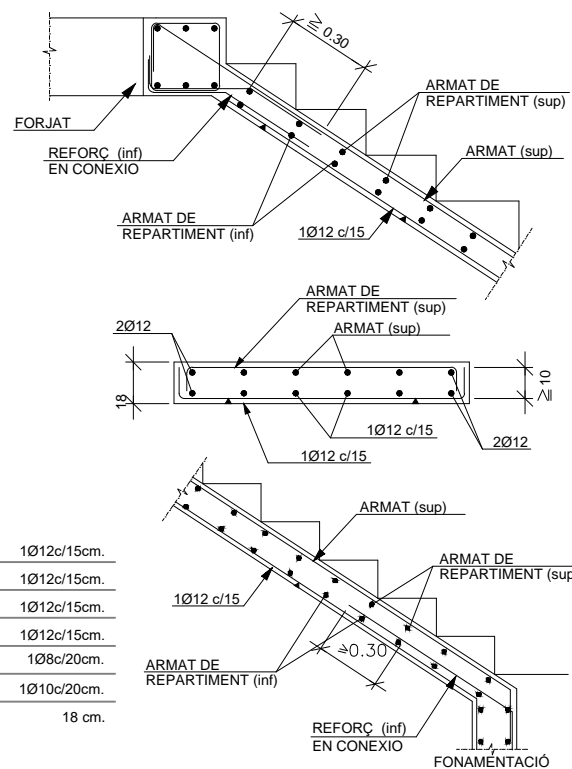 ≥ 0.30
ARMAT DE
REPARTIMENT (sup)
FORJAT
REFORÇ (inf)
EN CONEXIO
ARMAT (sup)
ARMAT DE
REPARTIMENT (inf)
1Ø12 c/15
ARMAT DE
REPARTIMENT (sup)
2Ø12
ARMAT (sup)
18
≥10
1Ø12 c/15
2Ø12
1Ø12 c/15
ARMAT (sup)
1Ø12c/15cm.
ARMAT DE
REPARTIMENT (sup
1Ø12c/15cm.
1Ø12c/15cm.
1Ø12 c/15
1Ø12c/15cm.
1Ø8c/20cm.
ARMAT DE
REPARTIMENT (inf)
≥0.30
1Ø10c/20cm.
18 cm.
REFORÇ (inf)
EN CONEXIO
FONAMENTACIÓ